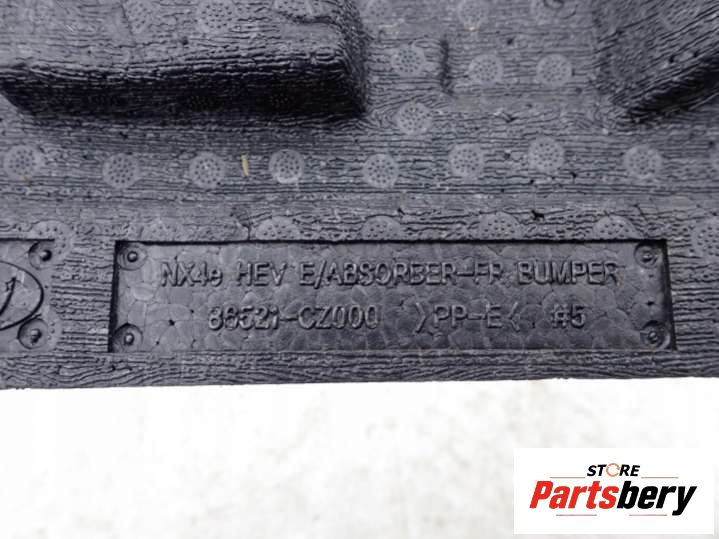 NX4e HEV E/ABSORBER-FR BUMPER
86521-CZ000 >PP-E< #5
STORE
Partsbery